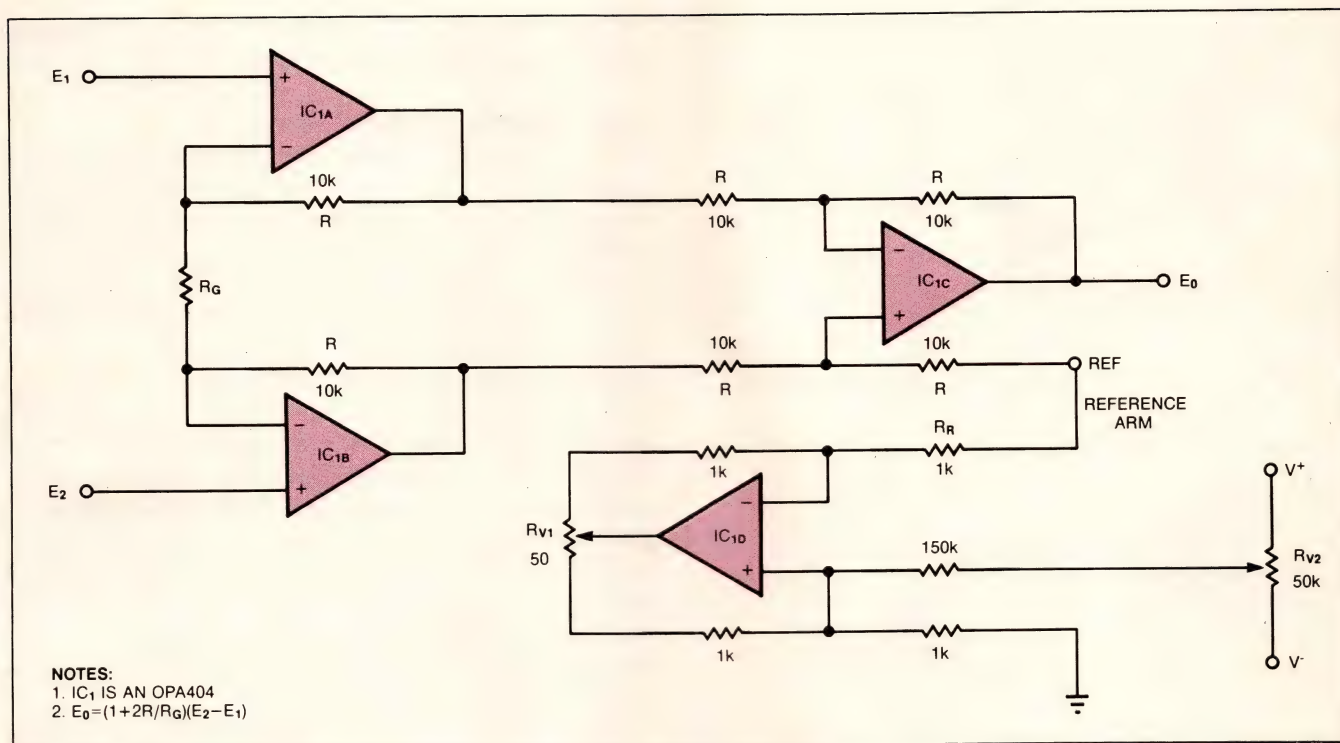 E1
+
IC1A
−
10k
R
R
10k
R
10k
−
IC1C
+
E0
RG
R
10k
10k
R
10k
R
REF
REFERENCE
ARM
−
IC1B
+
E2
1k
RR
1k
RV1
50
−
IC1D
+
150k
V+
RV2
50k
1k
1k
V-
NOTES:
1. IC1 IS AN OPA404
2. E0=(1+2R/RG)(E2−E1)